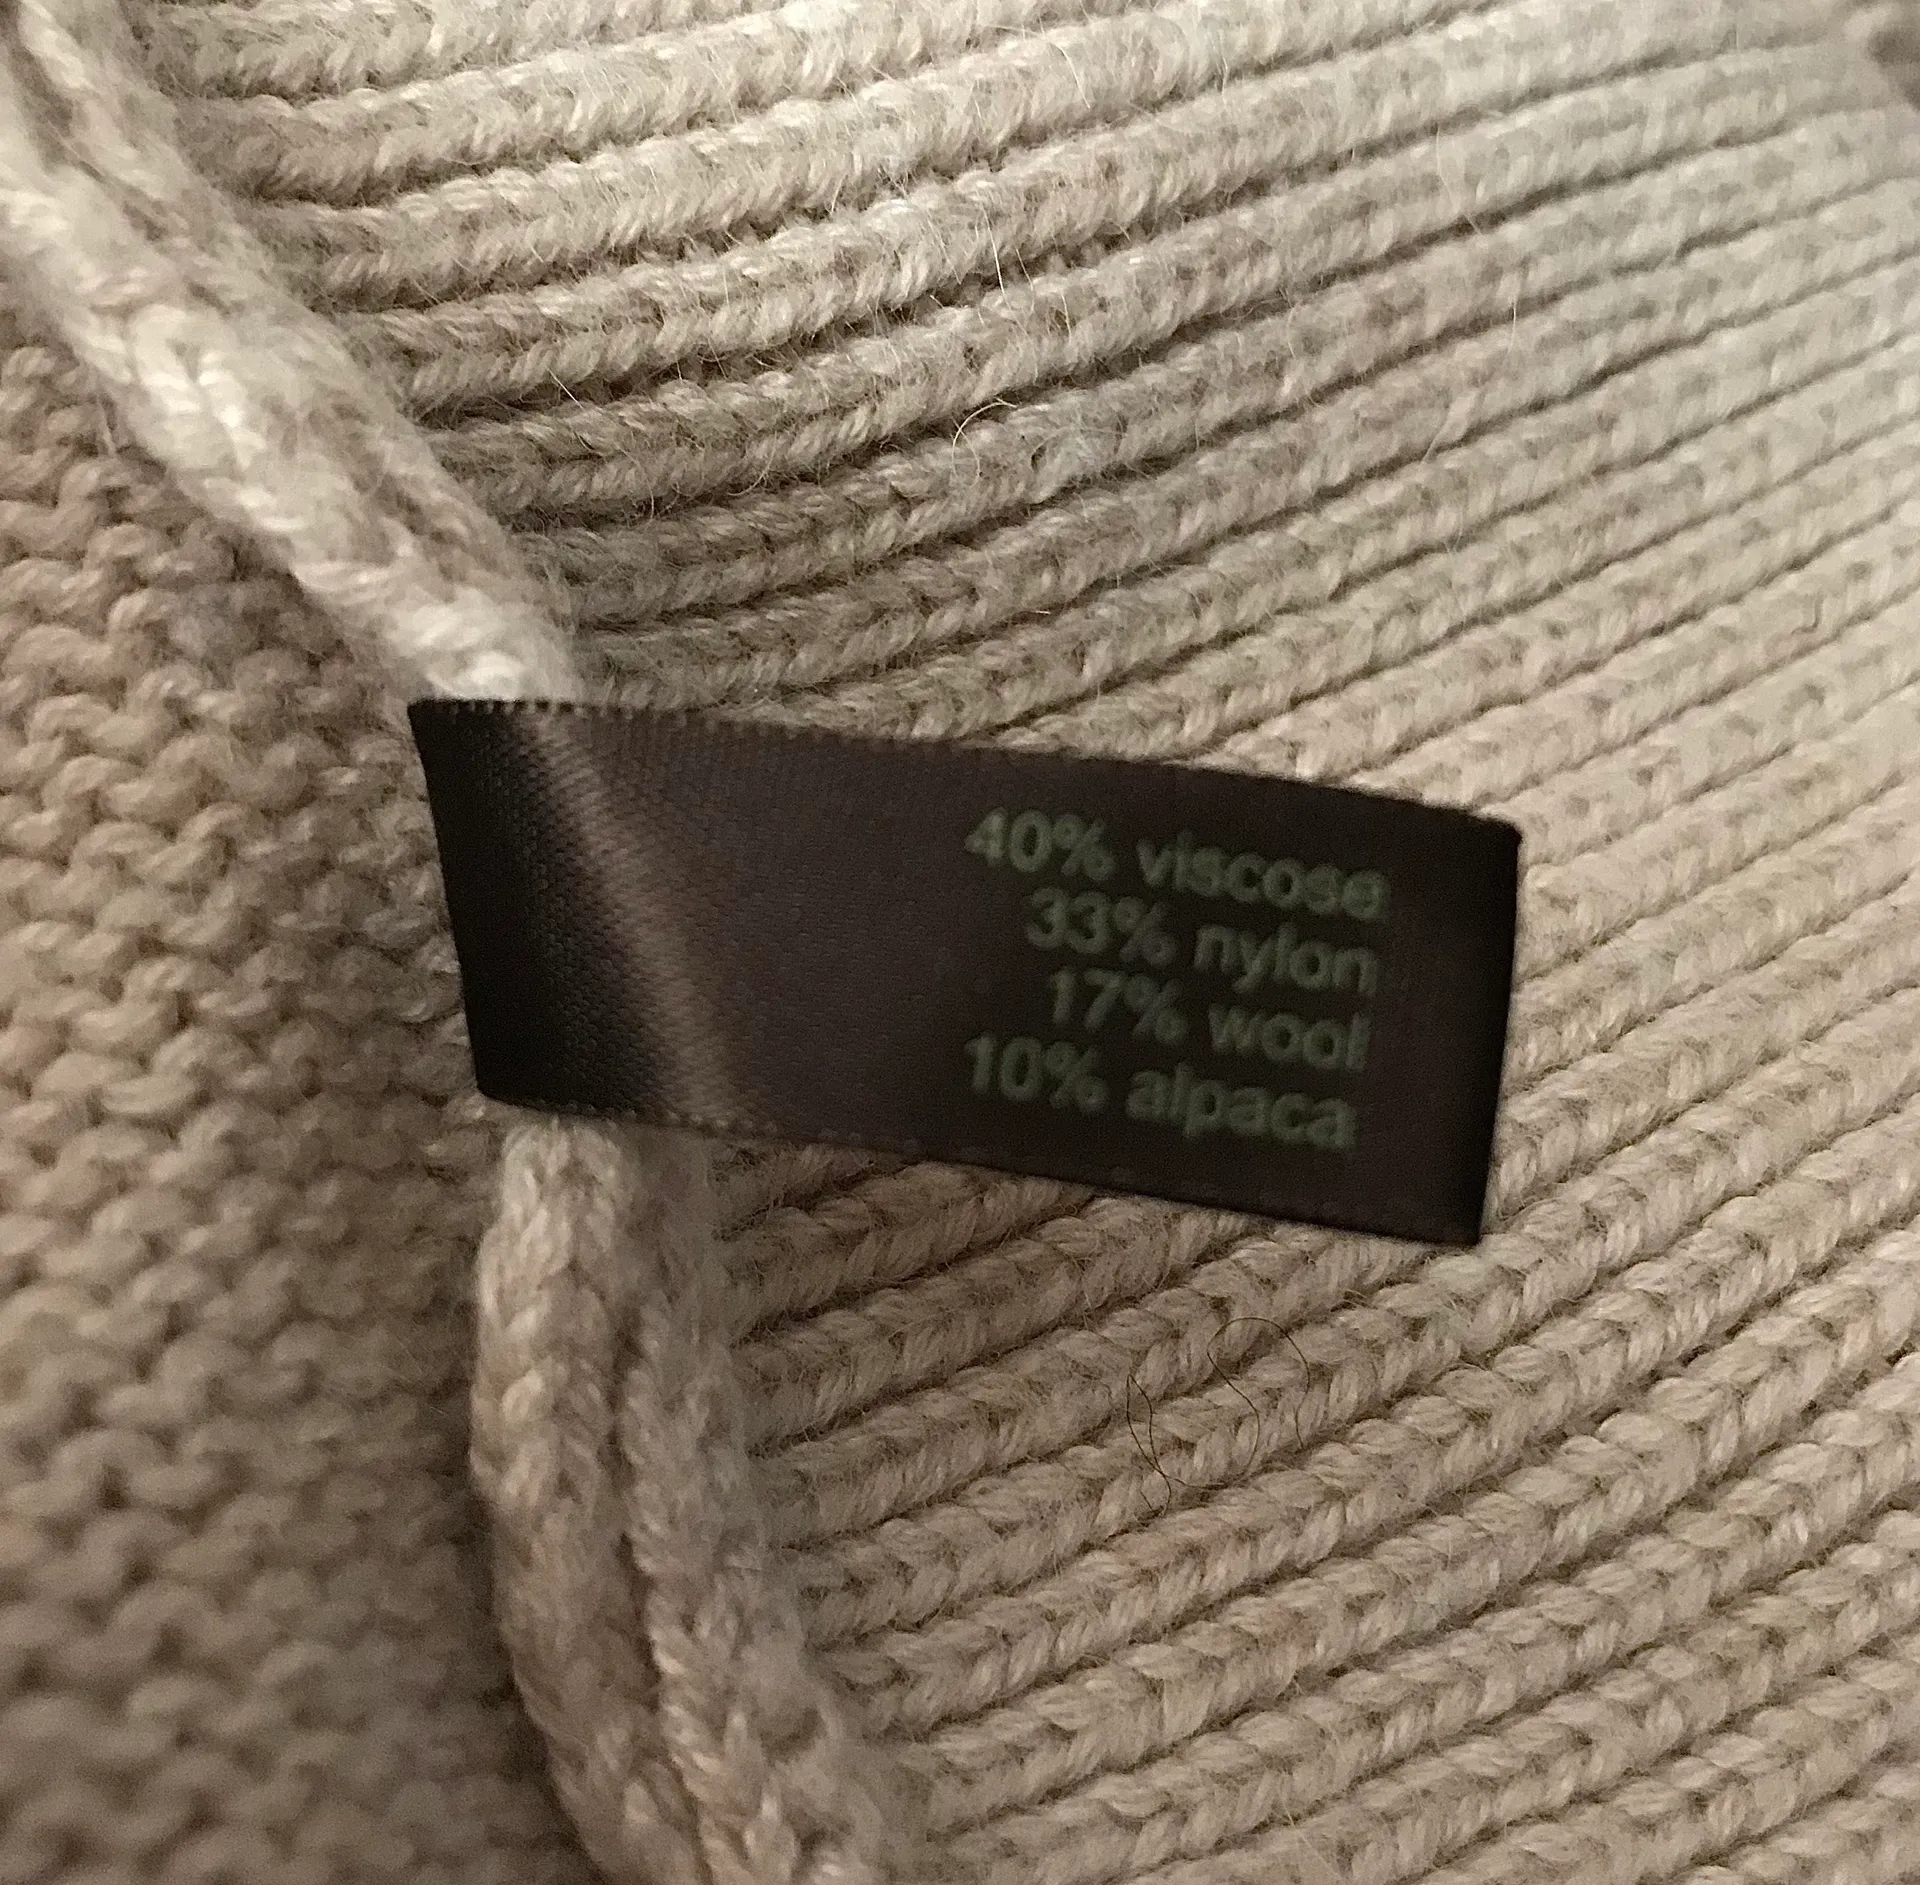 40% viscose
33% nylon
17% wool
10% alpaca